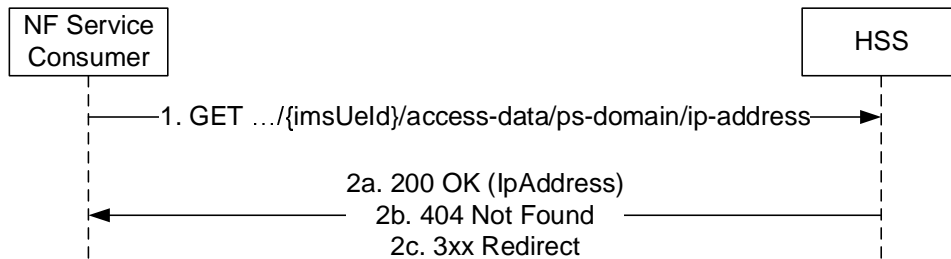 NF Service
Consumer
HSS
1. GET …/{imsUeId}/access-data/ps-domain/ip-address
2a. 200 OK (IpAddress)
2b. 404 Not Found
2c. 3xx Redirect